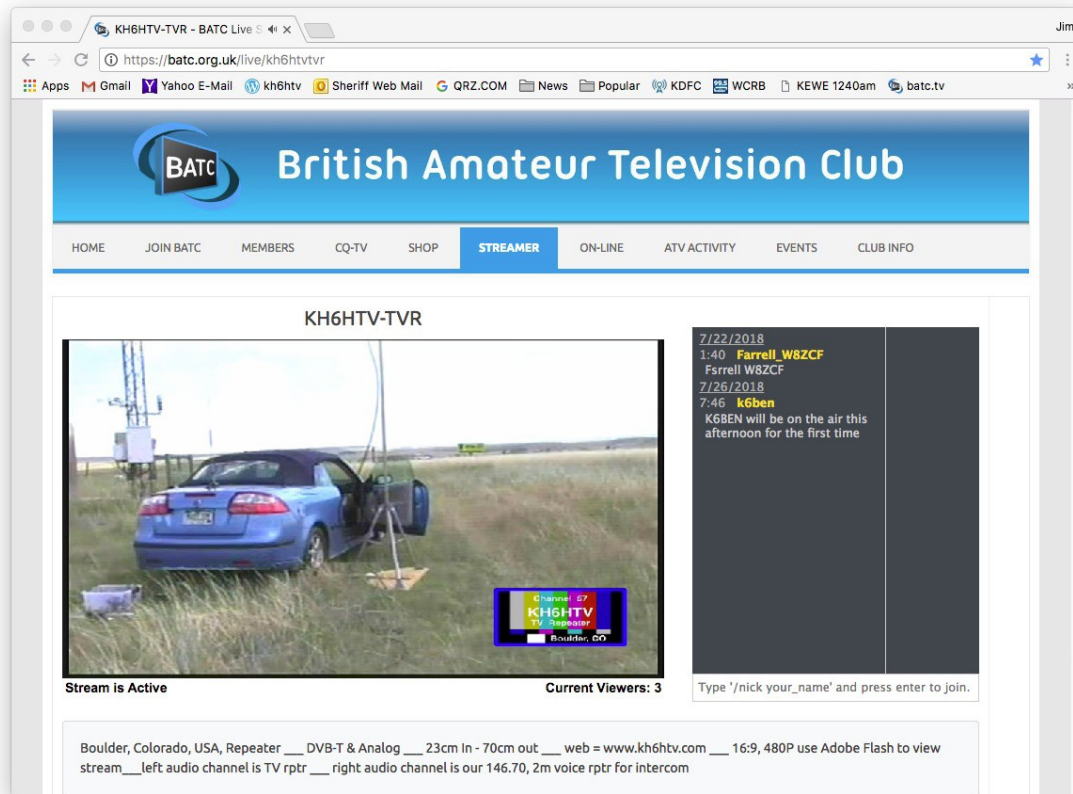 KH6HTV-TVR - BATC Live S
Jim
https://batc.org.uk/live/kh6htvtvr
Apps Gmail Yahoo E-Mail kh6htv Sheriff Web Mail QRZ.COM News Popular KDFC WCRB KEWE 1240am batc.tv »
BATC
British Amateur Television Club
HOME JOIN BATC MEMBERS CQ-TV SHOP STREAMER ON-LINE ATV ACTIVITY EVENTS CLUB INFO
KH6HTV-TVR
Channel 57
KH6HTV
TV Repeater
Boulder, CO
Stream is Active
Current Viewers: 3
7/22/2018
1:40 Farrell_W8ZCF
Fsrrell W8ZCF
7/26/2018
7:46 k6ben
K6BEN will be on the air this
afternoon for the first time
Type '/nick your_name' and press enter to join.
Boulder, Colorado, USA, Repeater ___ DVB-T & Analog ___ 23cm In - 70cm out ___ web = www.kh6htv.com ___ 16:9, 480P use Adobe Flash to view
stream___left audio channel is TV rptr ___ right audio channel is our 146.70, 2m voice rptr for intercom